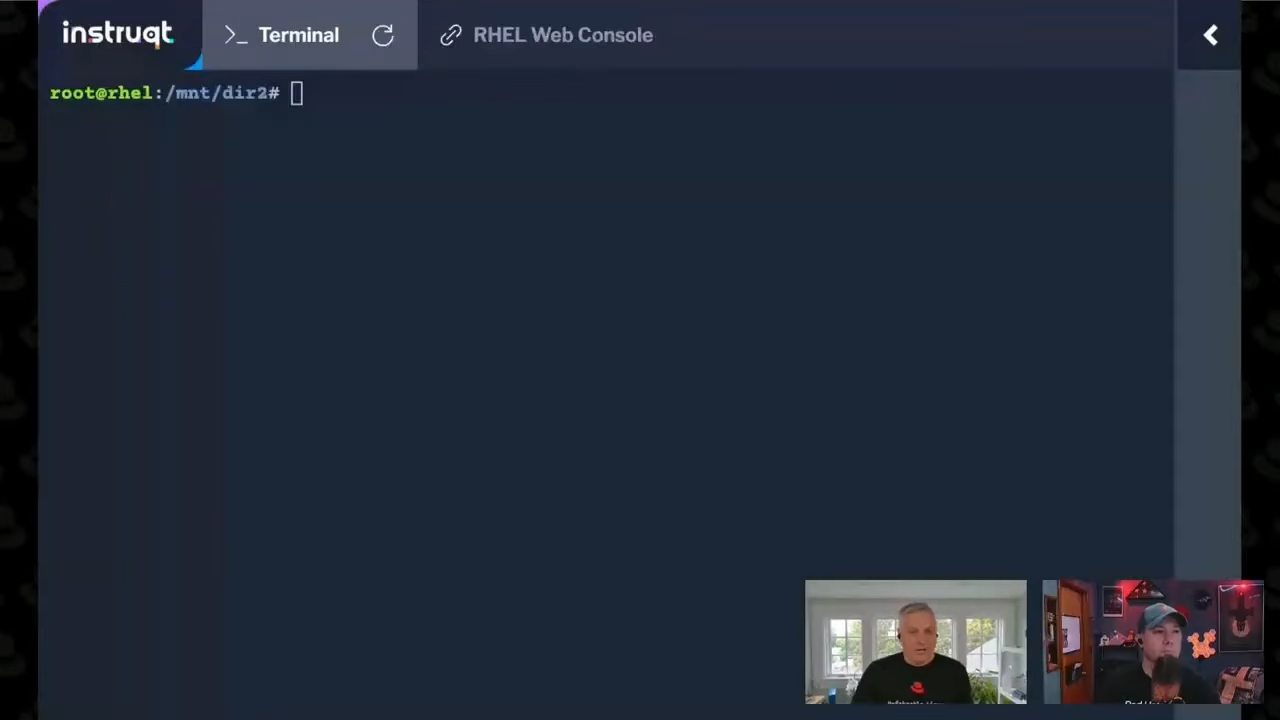 instruqt
>_ Terminal
RHEL Web Console
root@rhel:/mnt/dir2#